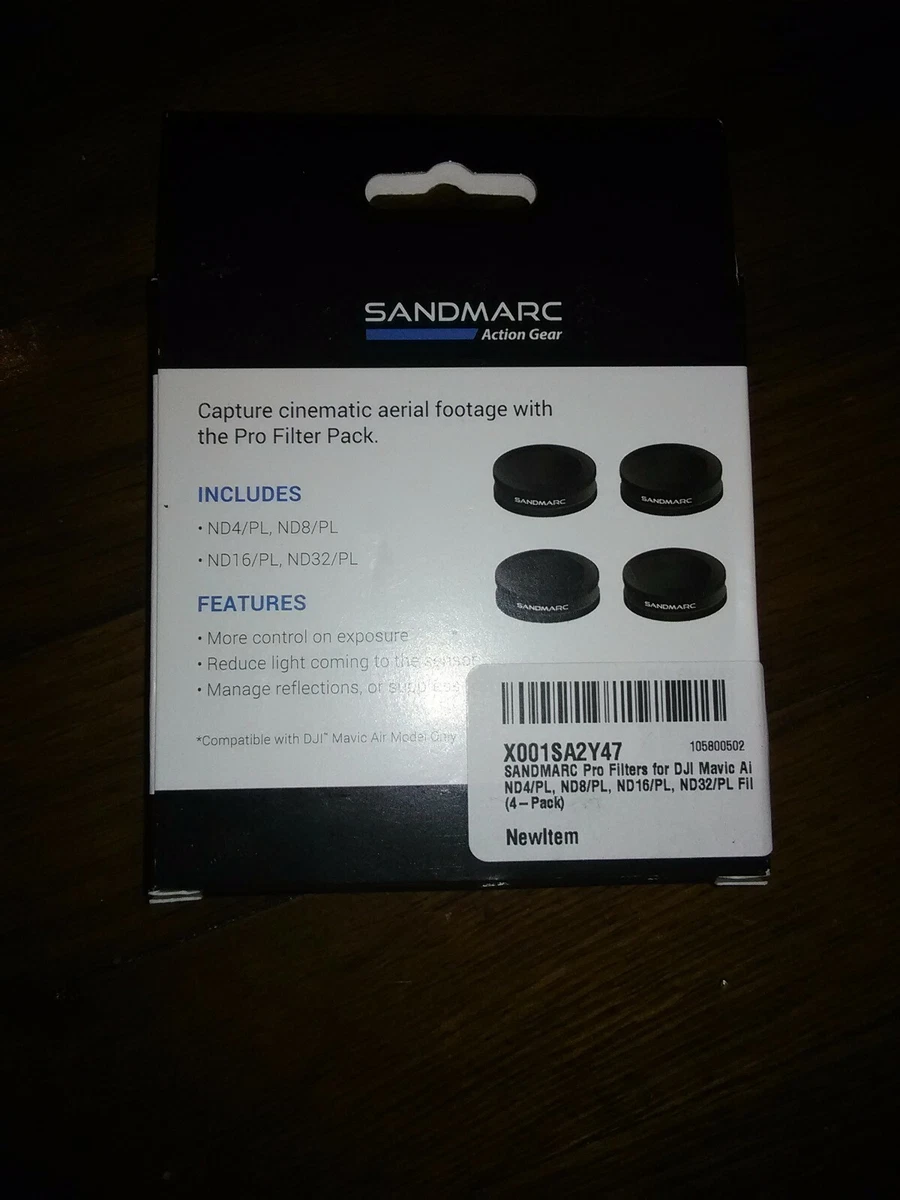 SANDMARC
Action Gear
Capture cinematic aerial footage with
the Pro Filter Pack.
INCLUDES
• ND4/PL, ND8/PL
• ND16/PL, ND32/PL
FEATURES
• More control on exposure
• Reduce light coming to the sensor
• Manage reflections, or suppress
*Compatible with DJI™ Mavic Air Model Only
SANDMARC
SANDMARC
SANDMARC
SANDMARC
X001SA2Y47
105800502
SANDMARC Pro Filters for DJI Mavic Ai
ND4/PL, ND8/PL, ND16/PL, ND32/PL Fil
(4-Pack)
NewItem